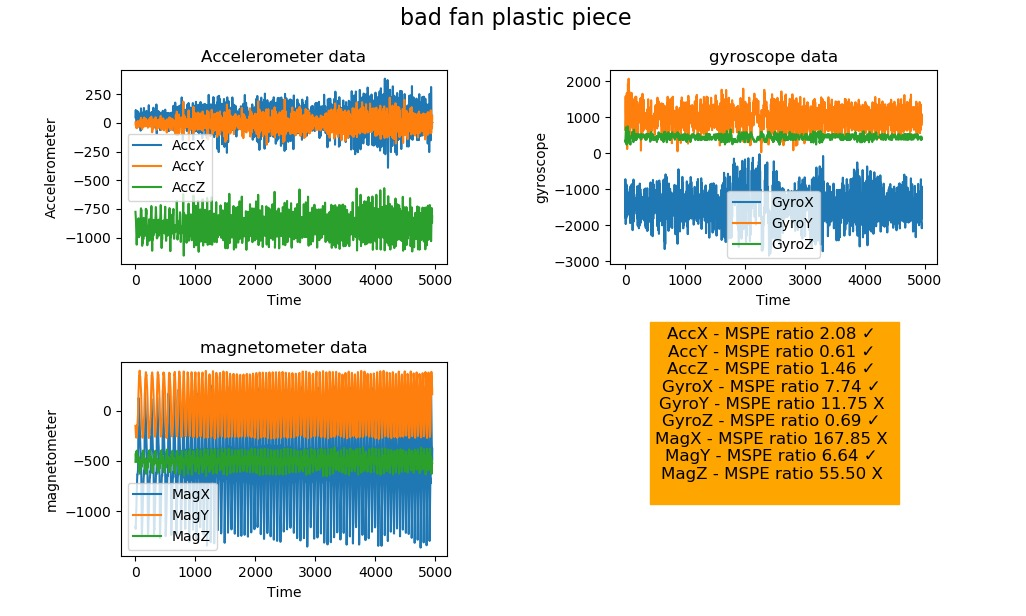 bad fan plastic piece
Accelerometer data
Accelerometer
250
0
−250
−500
−750
−1000
AccX
AccY
AccZ
0 1000 2000 3000 4000 5000
Time
gyroscope data
gyroscope
2000
1000
0
−1000
−2000
−3000
GyroX
GyroY
GyroZ
0 1000 2000 3000 4000 5000
Time
magnetometer data
magnetometer
0
−500
−1000
MagX
MagY
MagZ
0 1000 2000 3000 4000 5000
Time
AccX - MSPE ratio 2.08 ✓
AccY - MSPE ratio 0.61 ✓
AccZ - MSPE ratio 1.46 ✓
GyroX - MSPE ratio 7.74 ✓
GyroY - MSPE ratio 11.75 X
GyroZ - MSPE ratio 0.69 ✓
MagX - MSPE ratio 167.85 X
MagY - MSPE ratio 6.64 ✓
MagZ - MSPE ratio 55.50 X